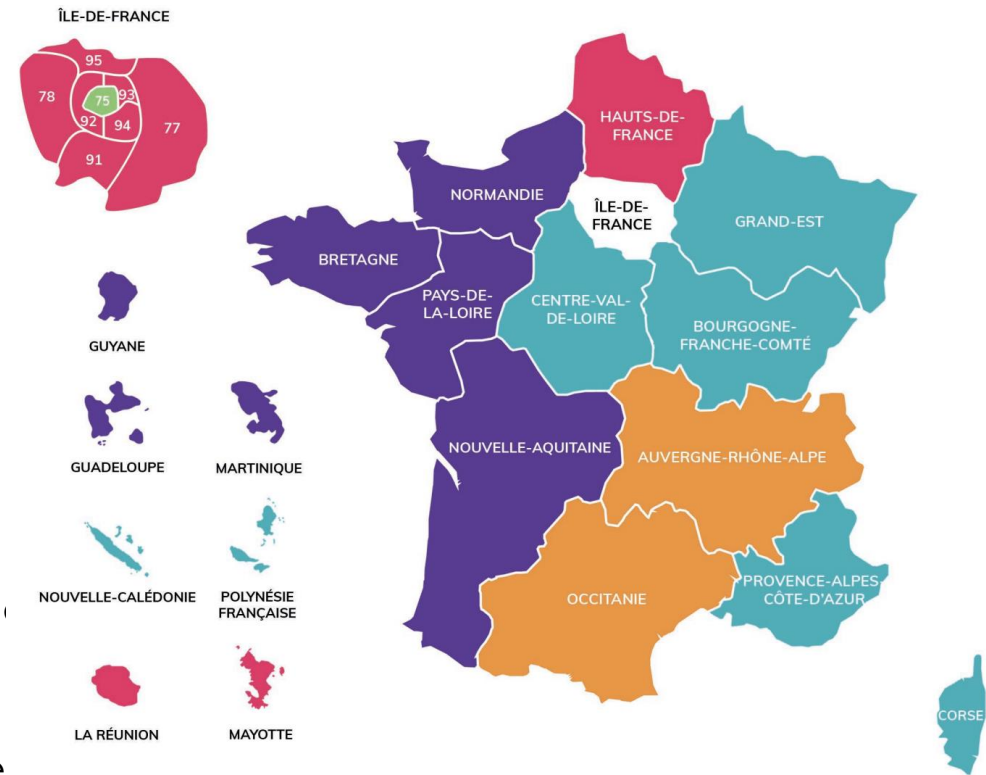 ÎLE-DE-FRANCE
95
78
75
93
92
94
77
91
HAUTS-DE-
FRANCE
NORMANDIE
ÎLE-DE-
FRANCE
GRAND-EST
BRETAGNE
PAYS-DE-
LA-LOIRE
CENTRE-VAL-
DE-LOIRE
BOURGOGNE-
FRANCHE-COMTÉ
GUYANE
GUADELOUPE
MARTINIQUE
NOUVELLE-AQUITAINE
AUVERGNE-RHÔNE-ALPE
NOUVELLE-CALÉDONIE
POLYNÉSIE
FRANÇAISE
OCCITANIE
PROVENCE-ALPES
CÔTE-D'AZUR
LA RÉUNION
MAYOTTE
CORSE